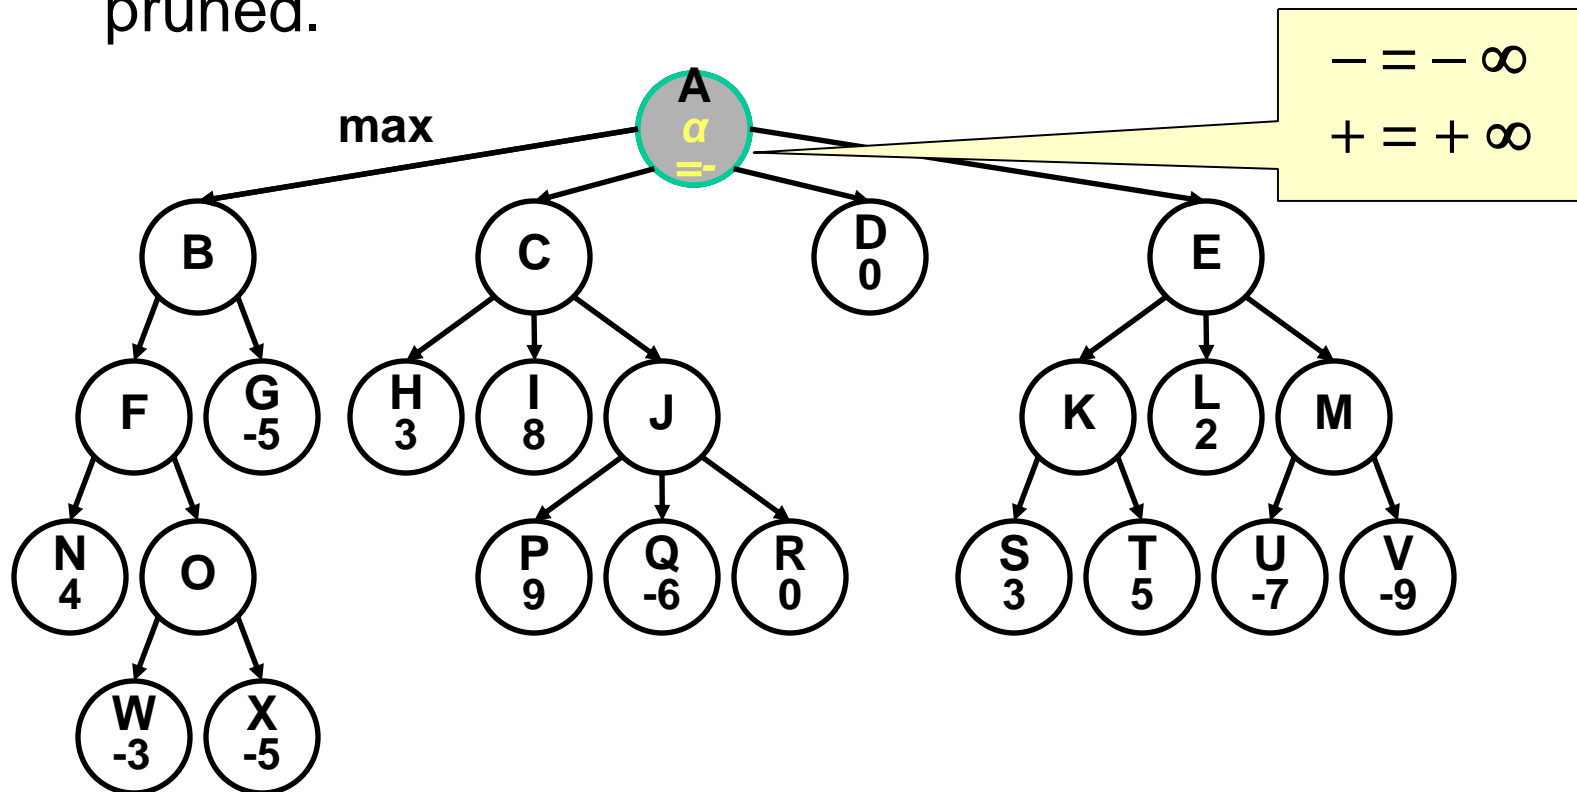 pruned.
− = − ∞
+ = + ∞
max
A
α
=-
B
C
D
0
E
F
G
-5
H
3
I
8
J
K
L
2
M
N
4
O
P
9
Q
-6
R
0
S
3
T
5
U
-7
V
-9
W
-3
X
-5